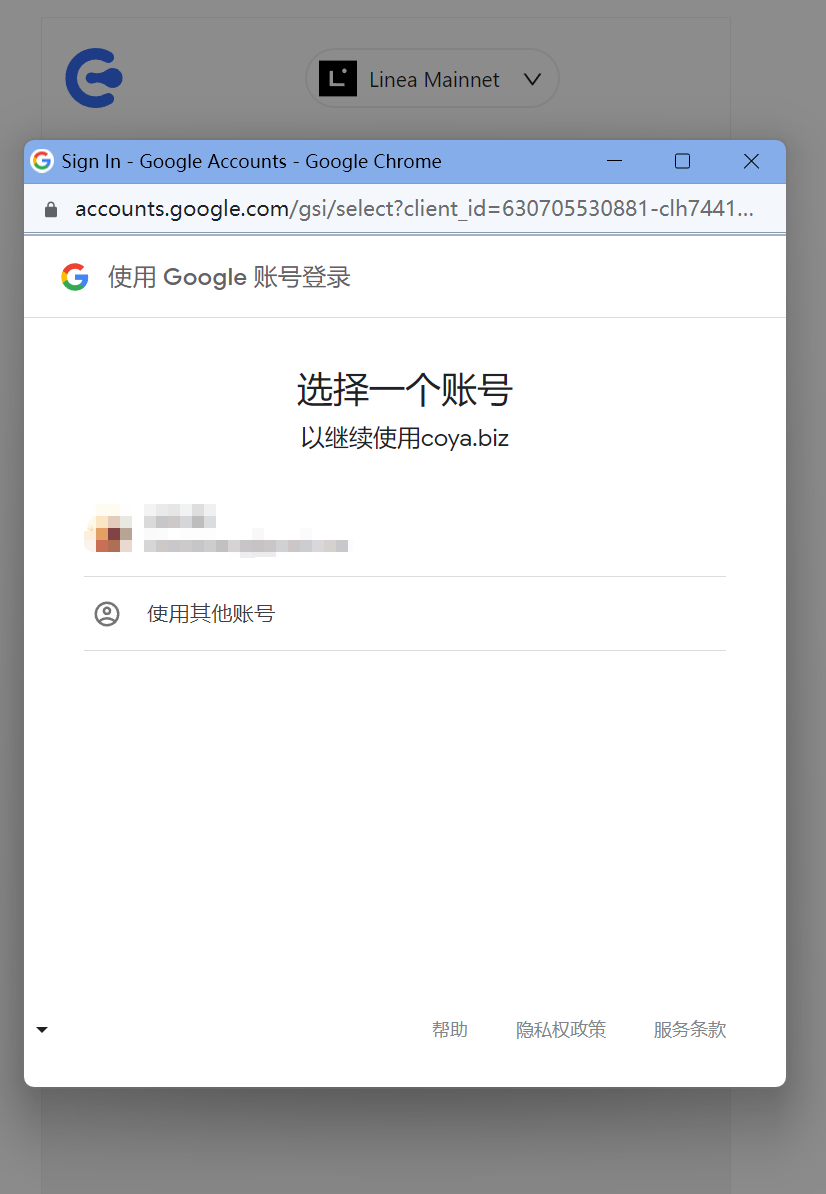 Linea Mainnet
Sign In - Google Accounts - Google Chrome
accounts.google.com/gsi/select?client_id=630705530881-clh7441...
使用 Google 账号登录
选择一个账号
以继续使用coya.biz
使用其他账号
帮助 隐私权政策 服务条款